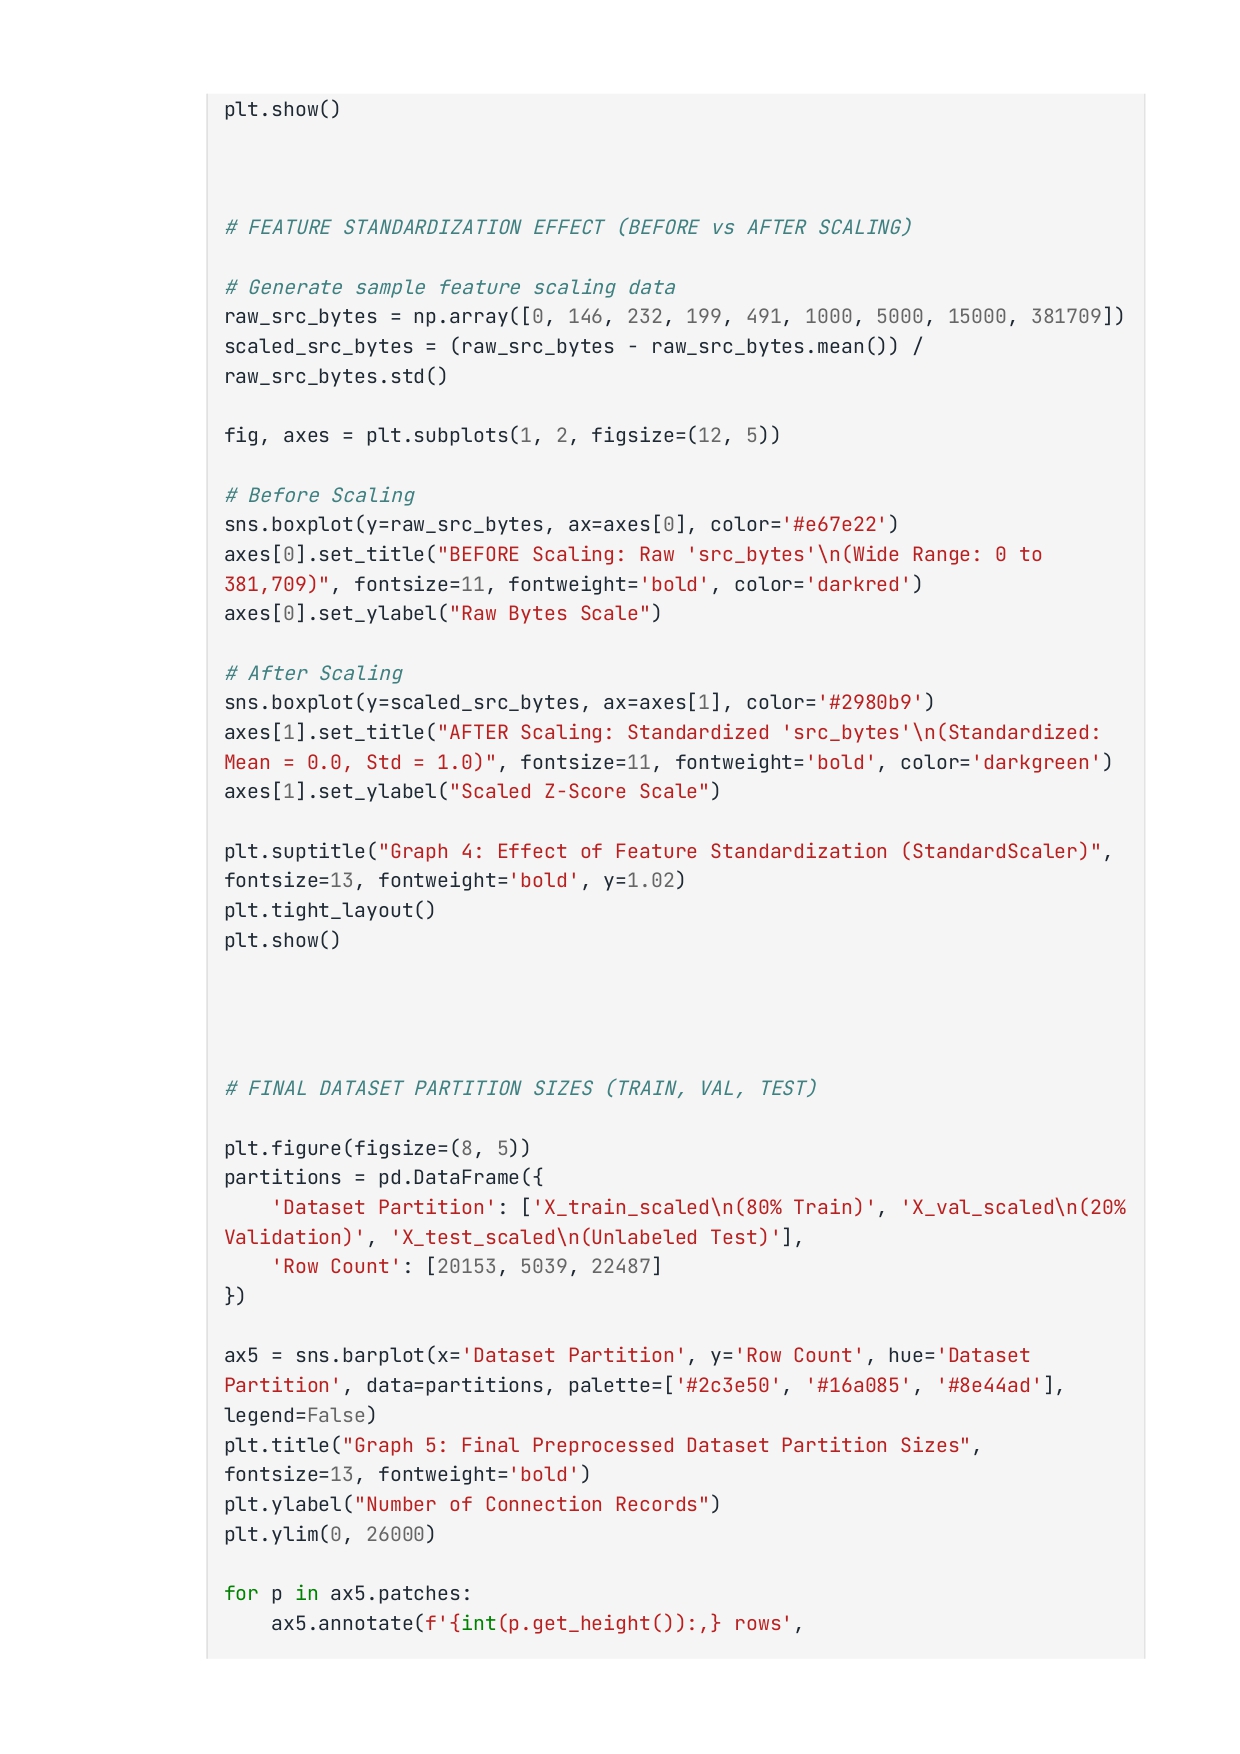 plt.show()
# FEATURE STANDARDIZATION EFFECT (BEFORE vs AFTER SCALING)
# Generate sample feature scaling data
raw_src_bytes = np.array([0, 146, 232, 199, 491, 1000, 5000, 15000, 381709])
scaled_src_bytes = (raw_src_bytes - raw_src_bytes.mean()) /
raw_src_bytes.std()
fig, axes = plt.subplots(1, 2, figsize=(12, 5))
# Before Scaling
sns.boxplot(y=raw_src_bytes, ax=axes[0], color='#e67e22')
axes[0].set_title("BEFORE Scaling: Raw 'src_bytes'\n(Wide Range: 0 to
381,709)", fontsize=11, fontweight='bold', color='darkred')
axes[0].set_ylabel("Raw Bytes Scale")
# After Scaling
sns.boxplot(y=scaled_src_bytes, ax=axes[1], color='#2980b9')
axes[1].set_title("AFTER Scaling: Standardized 'src_bytes'\n(Standardized:
Mean = 0.0, Std = 1.0)", fontsize=11, fontweight='bold', color='darkgreen')
axes[1].set_ylabel("Scaled Z-Score Scale")
plt.suptitle("Graph 4: Effect of Feature Standardization (StandardScaler)",
fontsize=13, fontweight='bold', y=1.02)
plt.tight_layout()
plt.show()
# FINAL DATASET PARTITION SIZES (TRAIN, VAL, TEST)
plt.figure(figsize=(8, 5))
partitions = pd.DataFrame({
    'Dataset Partition': ['X_train_scaled\n(80% Train)', 'X_val_scaled\n(20%
Validation)', 'X_test_scaled\n(Unlabeled Test)'],
    'Row Count': [20153, 5039, 22487]
})
ax5 = sns.barplot(x='Dataset Partition', y='Row Count', hue='Dataset
Partition', data=partitions, palette=['#2c3e50', '#16a085', '#8e44ad'],
legend=False)
plt.title("Graph 5: Final Preprocessed Dataset Partition Sizes",
fontsize=13, fontweight='bold')
plt.ylabel("Number of Connection Records")
plt.ylim(0, 26000)
for p in ax5.patches:
    ax5.annotate(f'{int(p.get_height()):,} rows',